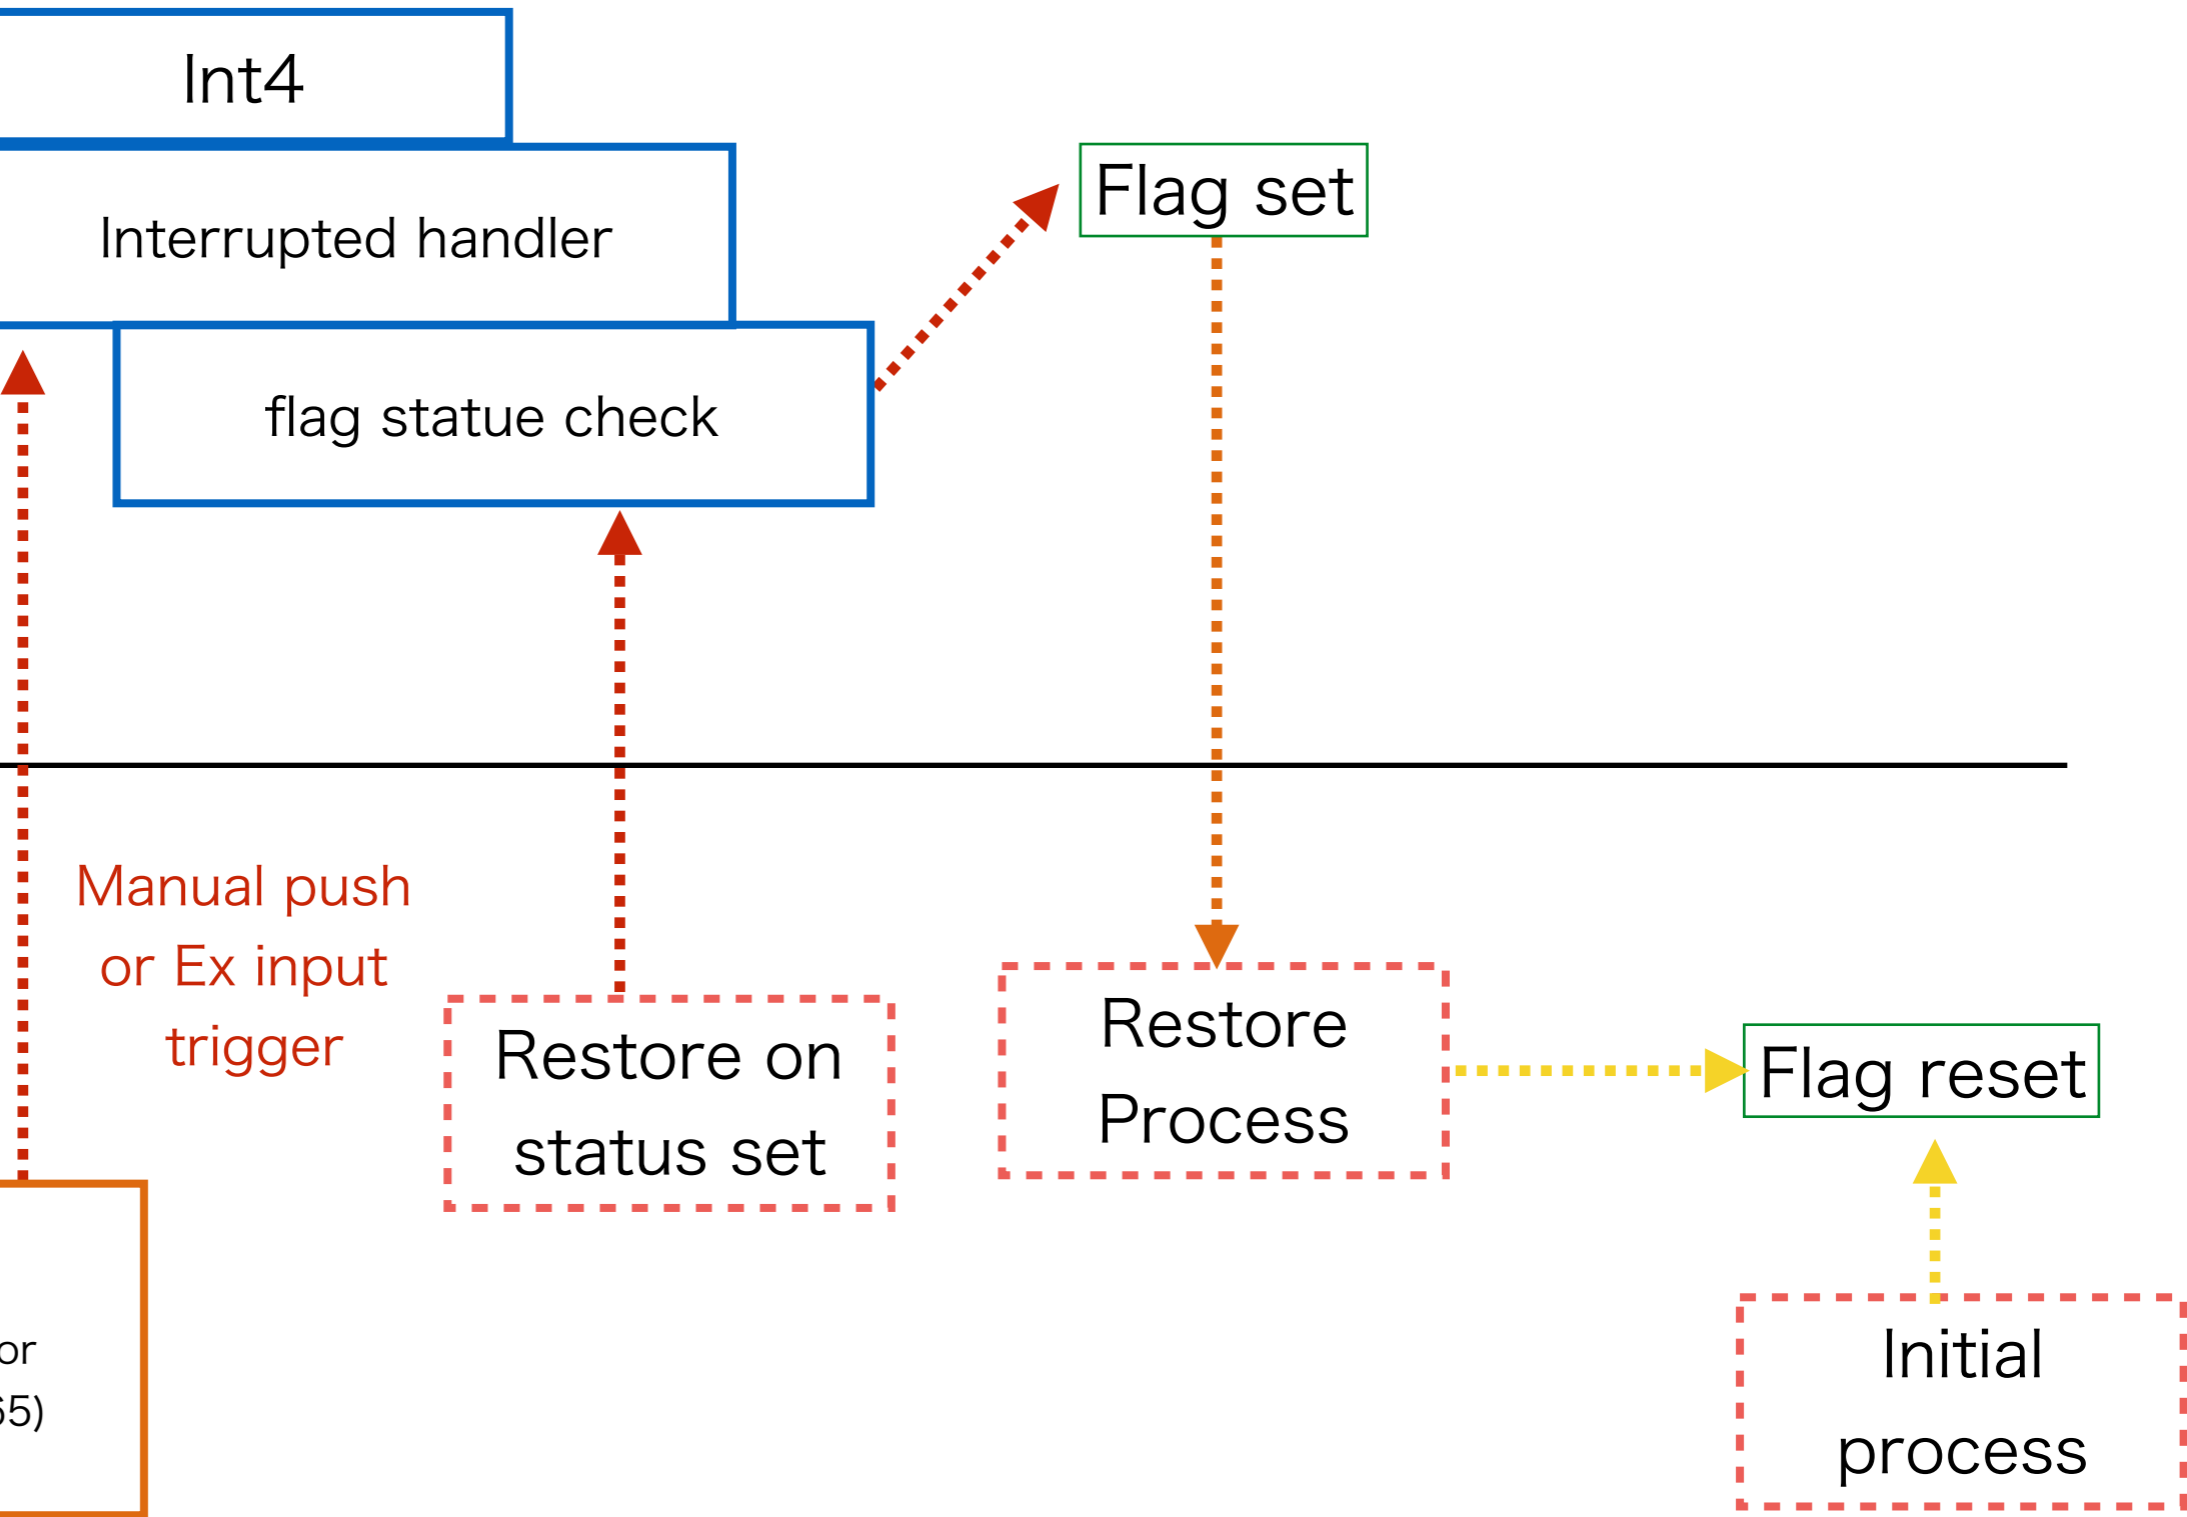 Int4
Interrupted handler
Flag set
flag statue check
Manual push
or Ex input
trigger
Restore on
status set
Restore
Process
Flag reset
Initial
process
or